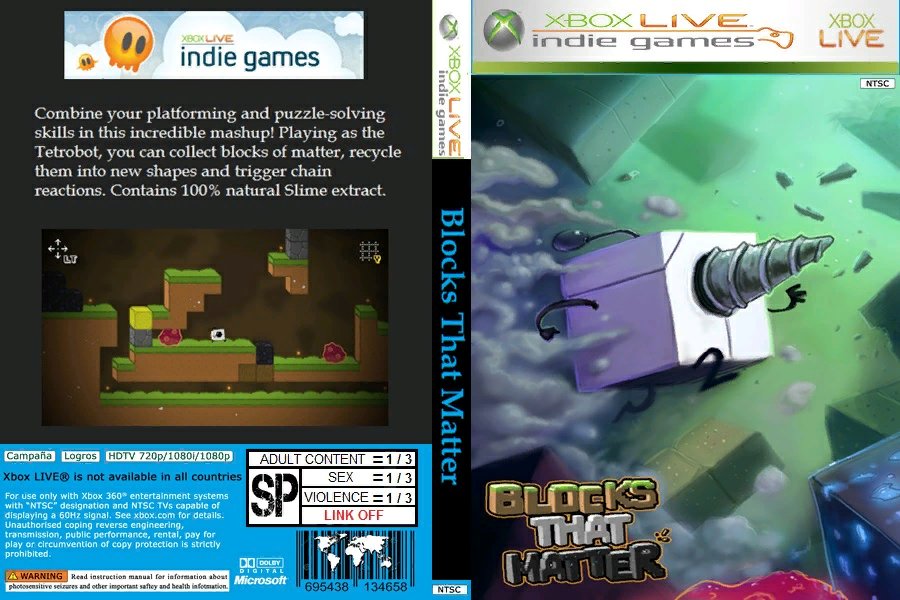 XBOX LIVE
indie games
Combine your platforming and puzzle-solving
skills in this incredible mashup! Playing as the
Tetrobot, you can collect blocks of matter, recycle
them into new shapes and trigger chain
reactions. Contains 100% natural Slime extract.
LT
Y
Campaña Logros HDTV 720p/1080i/1080p
Xbox LIVE® is not available in all countries
For use only with Xbox 360® entertainment systems
with “NTSC” designation and NTSC TVs capable of
displaying a 60Hz signal. See xbox.com for details.
Unauthorised coping reverse engineering,
transmission, public performance, rental, pay for
play or circumvention of copy protection is strictly
prohibited.
WARNING Read instruction manual for information about
photosensitive seizures and other important saftey and health infotmation.
ADULT CONTENT = 1 / 3
SP
SEX = 1 / 3
VIOLENCE = 1 / 3
LINK OFF
DOLBY
DIGITAL
Microsoft
695438 134658
XBOX LIVE
indie games
Blocks That Matter
NTSC
XBOX LIVE
indie games
XBOX
LIVE
NTSC
BLOCKS
THAT
MATTER